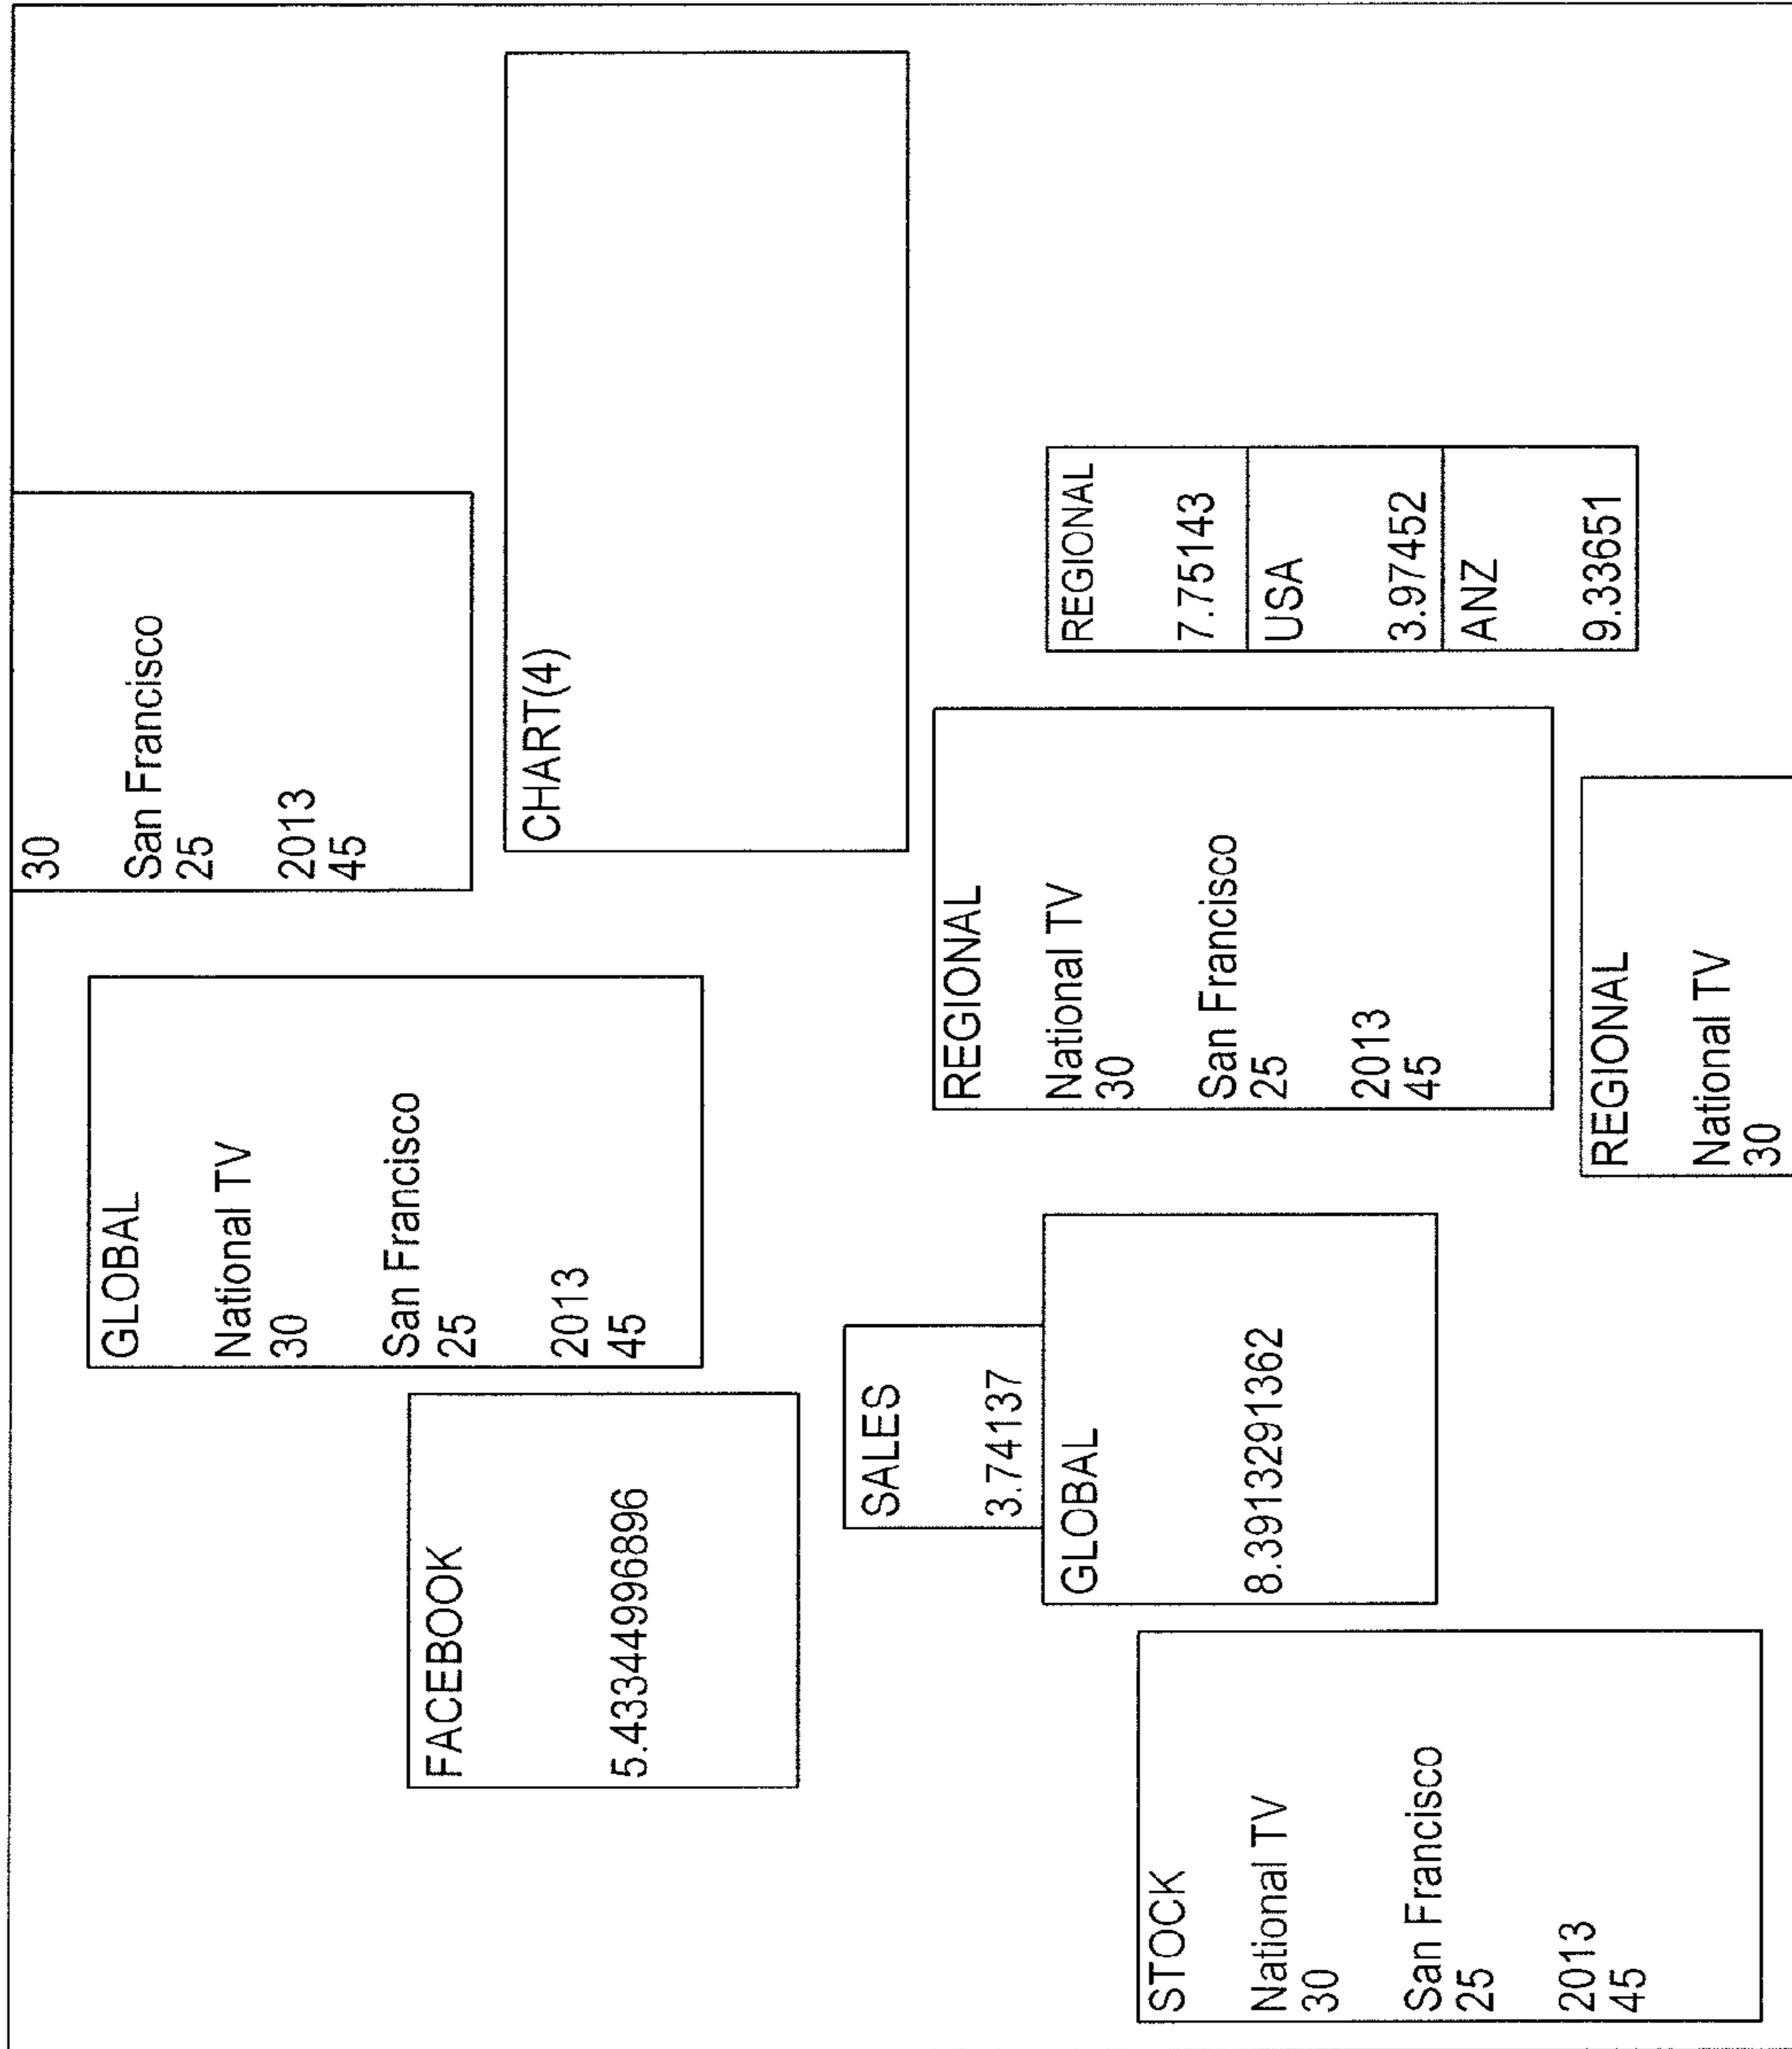 30
San Francisco
25
2013
45
GLOBAL
National TV
30
San Francisco
25
2013
45
FACEBOOK
5.4334496896
CHART(4)
SALES
3.74137
GLOBAL
8.3913291362
REGIONAL
National TV
30
San Francisco
25
2013
45
REGIONAL
7.75143
USA
3.97452
ANZ
9.33651
STOCK
National TV
30
San Francisco
25
2013
45
REGIONAL
National TV
30